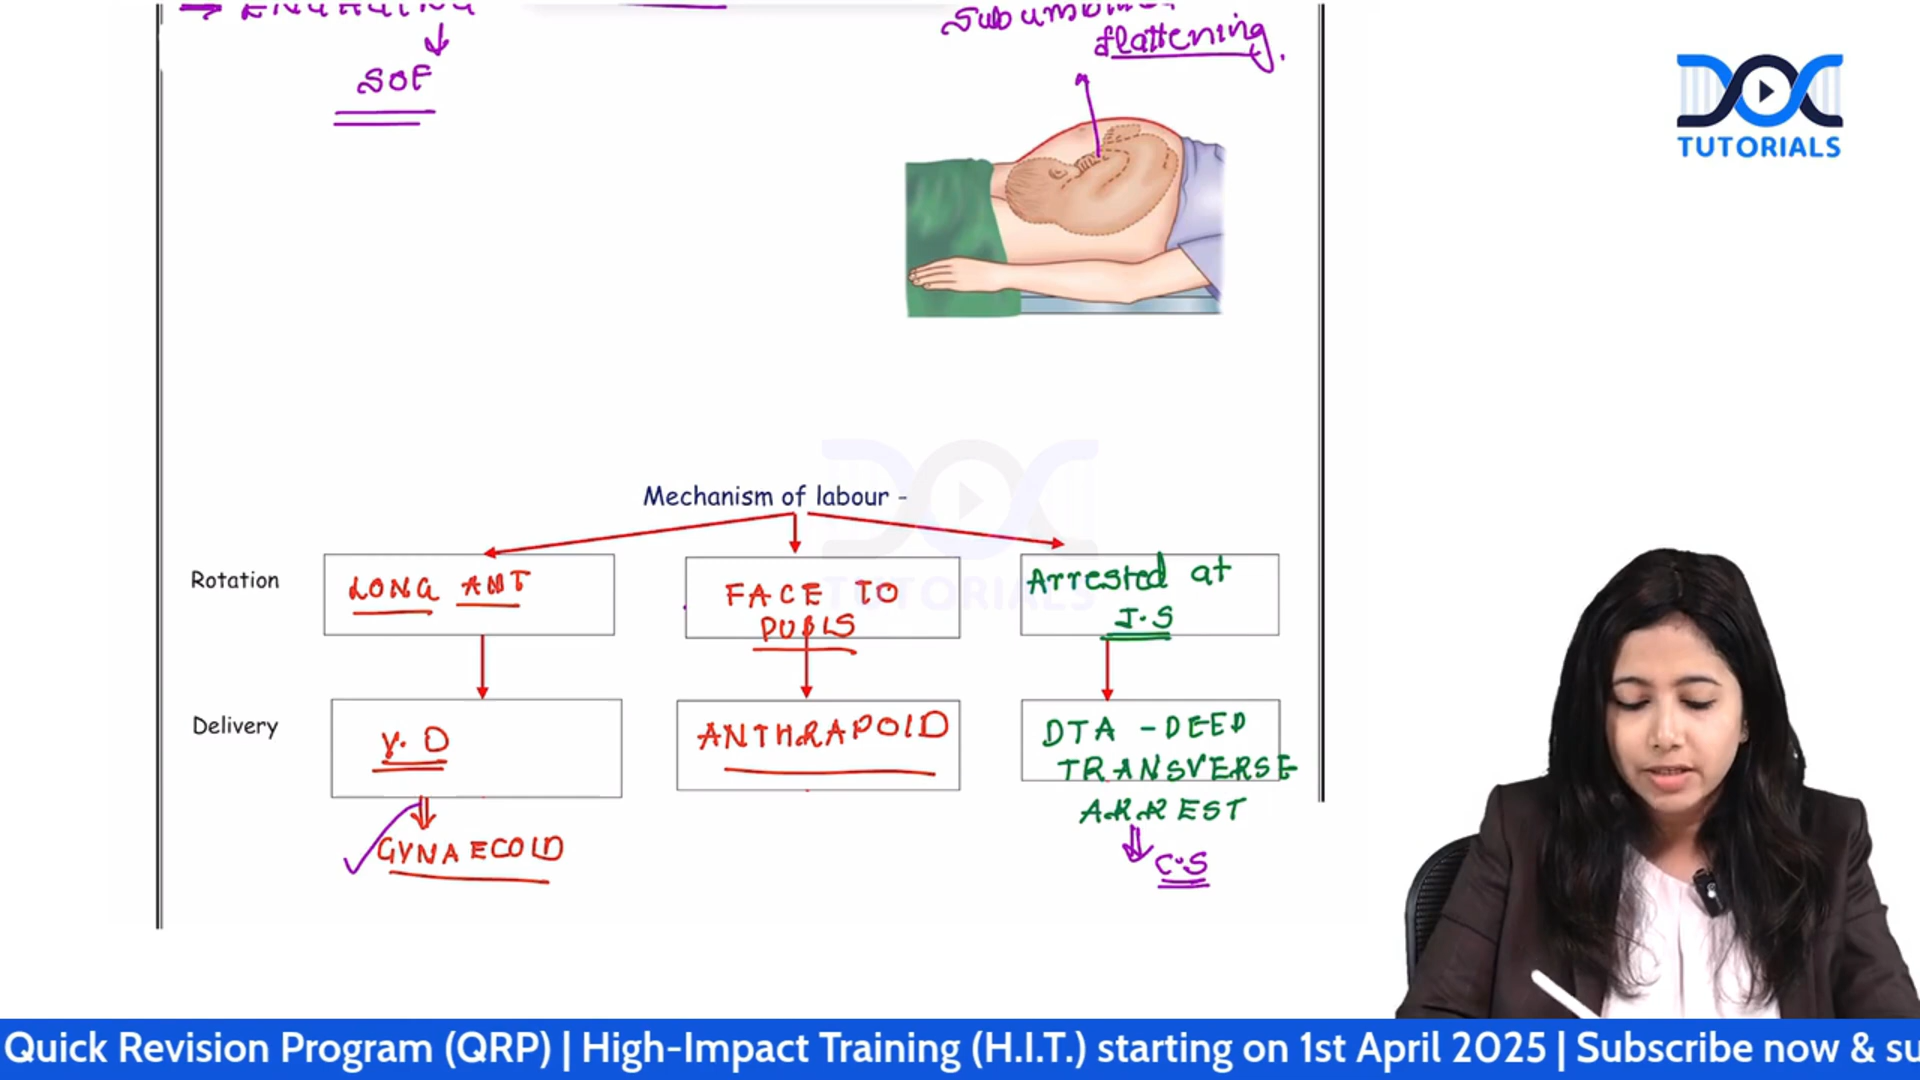 SOF
flattening.
DOC
TUTORIALS
Mechanism of labour -
Rotation
LONG ANT
FACE TO
PUBIS
Arrested at
I.S
Delivery
V.D
ANTHRAPOID
DTA - DEEP
TRANSVERSE
ARREST
GYNAECOID
C.S
Quick Revision Program (QRP) | High-Impact Training (H.I.T.) starting on 1st April 2025 | Subscribe now & su